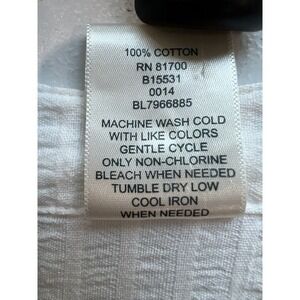 100% COTTON
RN 81700
B15531
0014
BL7966885
MACHINE WASH COLD
WITH LIKE COLORS
GENTLE CYCLE
ONLY NON-CHLORINE
BLEACH WHEN NEEDED
TUMBLE DRY LOW
COOL IRON
WHEN NEEDED